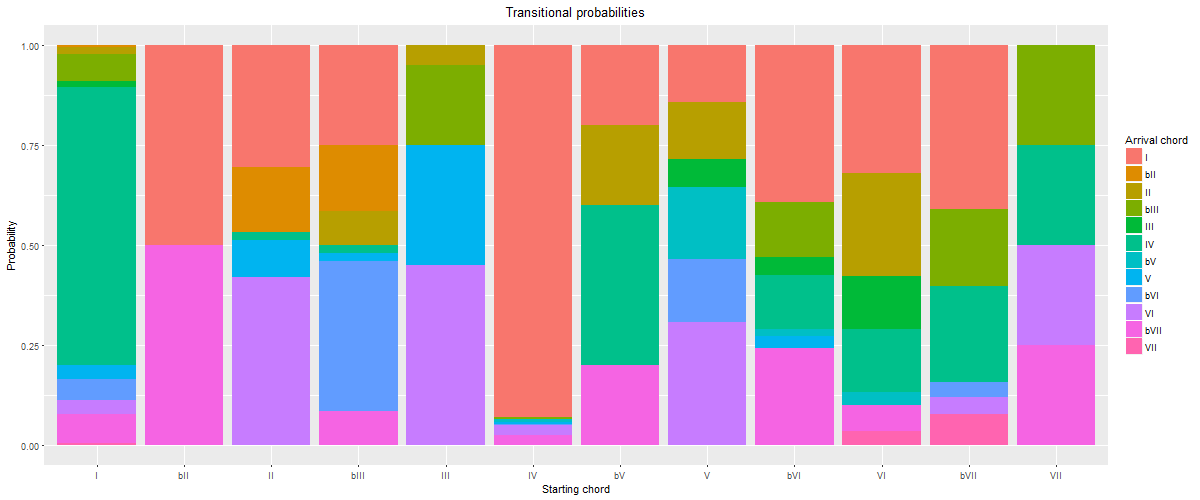 Transitional probabilities
Probability
1.00
0.75
0.50
0.25
0.00
I bII II bIII III IV bV V bVI VI bVII VII
Starting chord
Arrival chord
I
bII
II
bIII
III
IV
bV
V
bVI
VI
bVII
VII